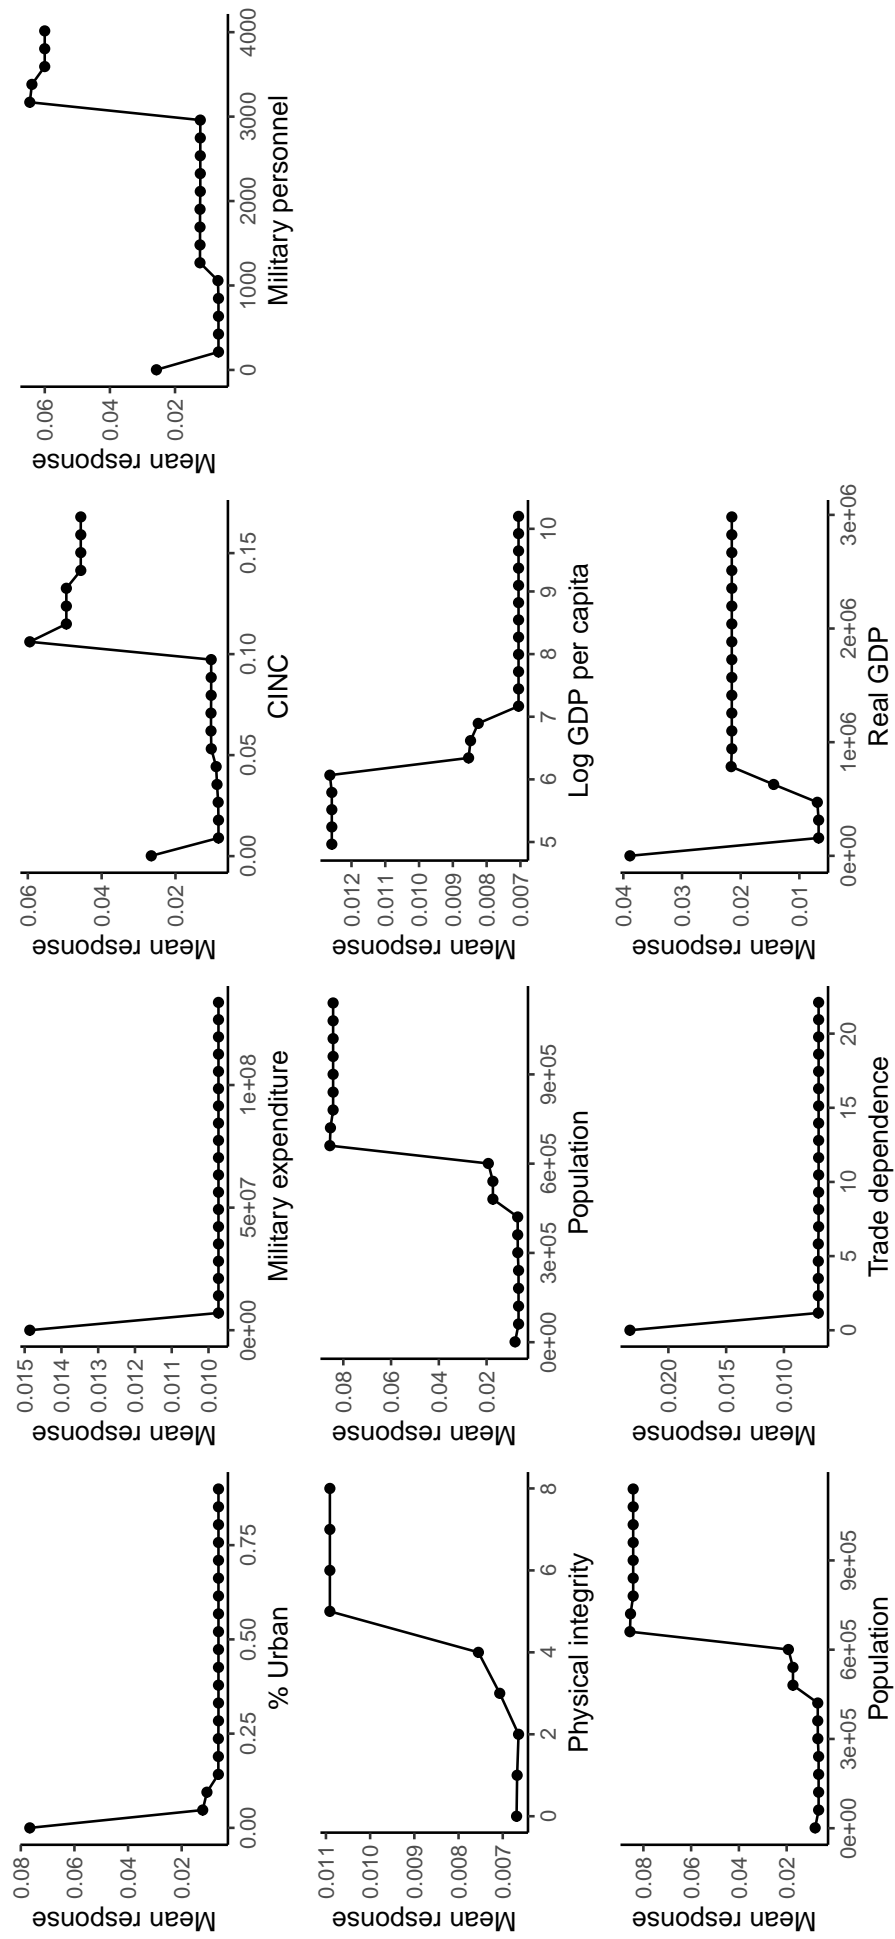 Mean response
0.08
0.06
0.04
0.02
0.00 0.25 0.50 0.75
% Urban
Mean response
0.015
0.014
0.013
0.012
0.011
0.010
0e+00 5e+07 1e+08
Military expenditure
Mean response
0.06
0.04
0.02
0.00 0.05 0.10 0.15
CINC
Mean response
0.06
0.04
0.02
0 1000 2000 3000 4000
Military personnel
Mean response
0.011
0.010
0.009
0.008
0.007
0 2 4 6 8
Physical integrity
Mean response
0.08
0.06
0.04
0.02
0e+00 3e+05 6e+05 9e+05
Population
Mean response
0.012
0.011
0.010
0.009
0.008
0.007
5 6 7 8 9 10
Log GDP per capita
Mean response
0.08
0.06
0.04
0.02
0e+00 3e+05 6e+05 9e+05
Population
Mean response
0.020
0.015
0.010
0 5 10 15 20
Trade dependence
Mean response
0.04
0.03
0.02
0.01
0e+00 1e+06 2e+06 3e+06
Real GDP